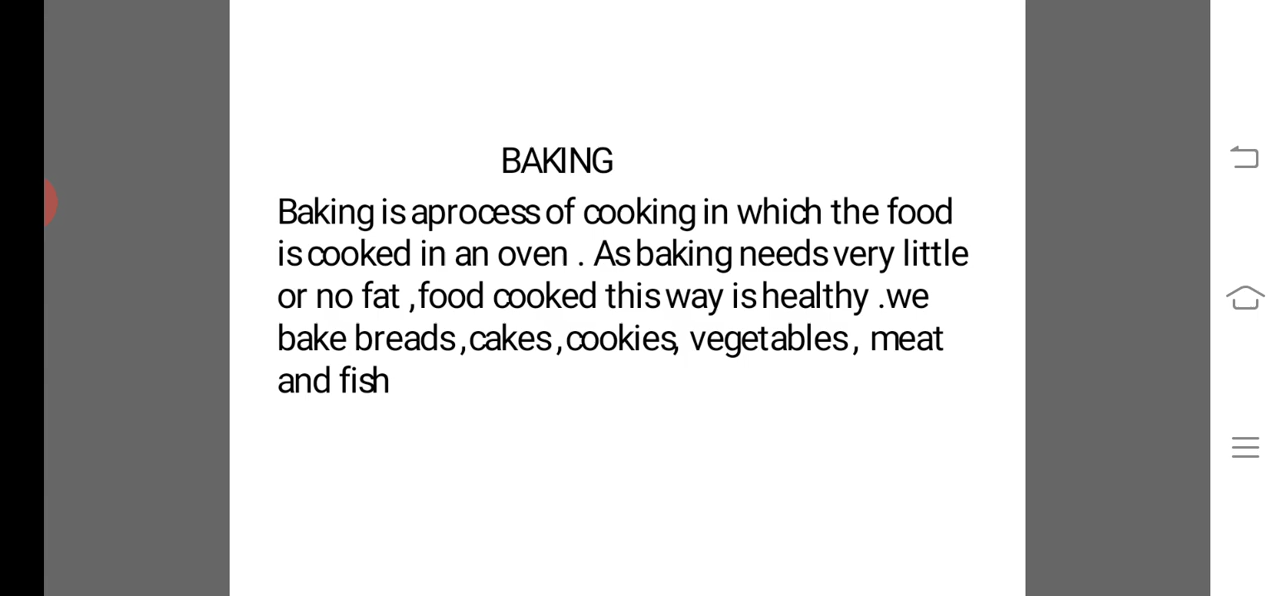 BAKING
Baking is aprocess of cooking in which the food
is cooked in an oven . As baking needs very little
or no fat ,food cooked this way is healthy .we
bake breads ,cakes ,cookies, vegetables , meat
and fish